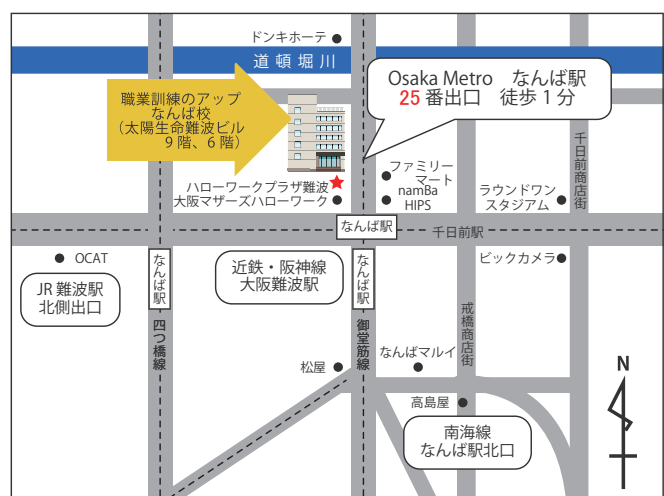 ドンキホーテ
道頓堀川
職業訓練のアップ
なんば校
（太陽生命難波ビル
9階、6階）
Osaka Metro　なんば駅
25 番出口　徒歩 1 分
ハローワークプラザ難波
大阪マザーズハローワーク
ファミリー
マート
namBa
HIPS
ラウンドワン
スタジアム
千日前商店街
なんば駅
千日前駅
OCAT
JR 難波駅
北側出口
なんば駅
四つ橋線
近鉄・阪神線
大阪難波駅
なんば駅
御堂筋線
ビックカメラ
戎橋商店街
松屋
なんばマルイ
高島屋
南海線
なんば駅北口
N